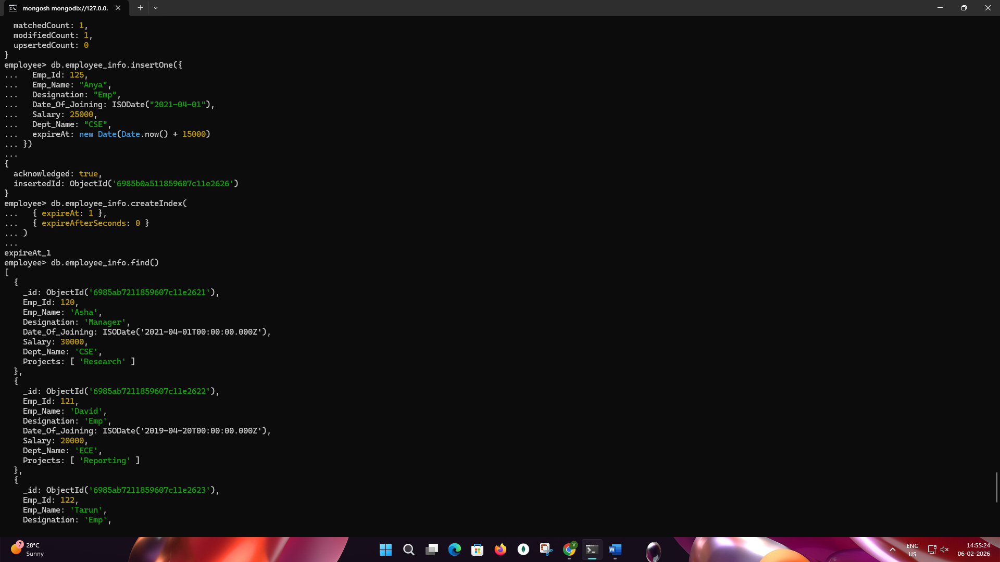 mongosh mongodb://127.0.0.
matchedCount: 1,
modifiedCount: 1,
upsertedCount: 0
}
employee> db.employee_info.insertOne({
...   Emp_Id: 125,
...   Emp_Name: "Anya",
...   Designation: "Emp",
...   Date_Of_Joining: ISODate("2021-04-01"),
...   Salary: 25000,
...   Dept_Name: "CSE",
...   expireAt: new Date(Date.now() + 15000)
... })
...
{
  acknowledged: true,
  insertedId: ObjectId('6985b0a511859607c11e2626')
}
employee> db.employee_info.createIndex(
...   { expireAt: 1 },
...   { expireAfterSeconds: 0 }
... )
...
expireAt_1
employee> db.employee_info.find()
[
  {
    _id: ObjectId('6985ab7211859607c11e2621'),
    Emp_Id: 120,
    Emp_Name: 'Asha',
    Designation: 'Manager',
    Date_Of_Joining: ISODate('2021-04-01T00:00:00.000Z'),
    Salary: 30000,
    Dept_Name: 'CSE',
    Projects: [ 'Research' ]
  },
  {
    _id: ObjectId('6985ab7211859607c11e2622'),
    Emp_Id: 121,
    Emp_Name: 'David',
    Designation: 'Emp',
    Date_Of_Joining: ISODate('2019-04-20T00:00:00.000Z'),
    Salary: 20000,
    Dept_Name: 'ECE',
    Projects: [ 'Reporting' ]
  },
  {
    _id: ObjectId('6985ab7211859607c11e2623'),
    Emp_Id: 122,
    Emp_Name: 'Tarun',
    Designation: 'Emp',
7
28°C
Sunny
V
W
ENG
US
14:55:24
06-02-2026